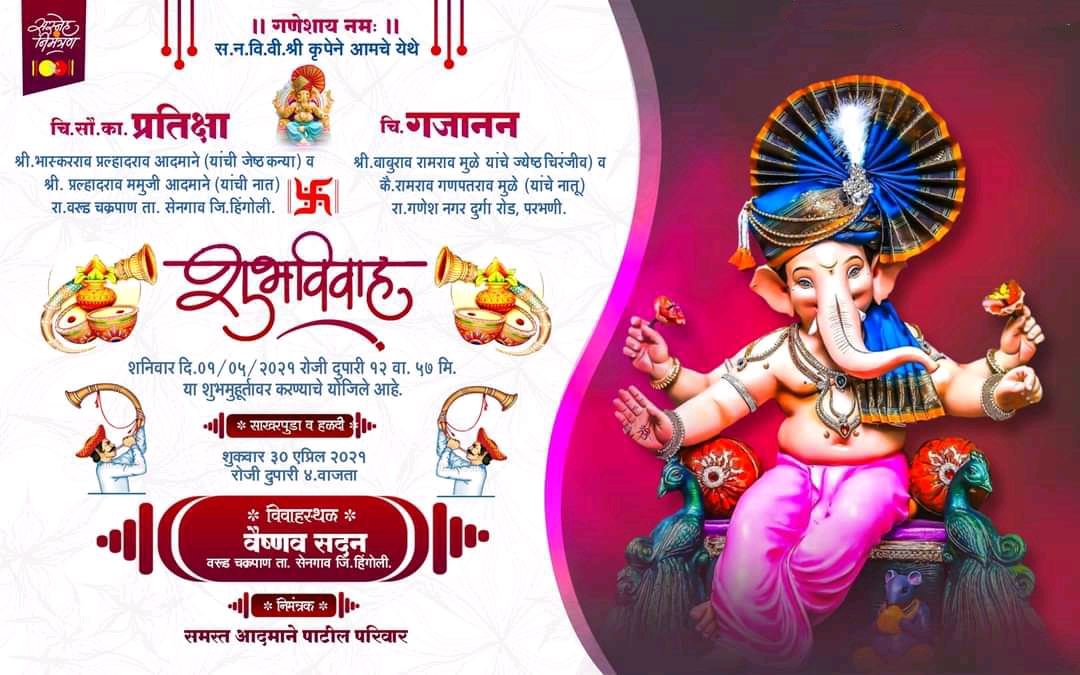 सस्नेह
निमंत्रण
॥ गणेशाय नमः ॥
स.न.वि.वी.श्री कृपेने आमचे येथे
चि.सौ.का. प्रतिक्षा
श्री.भास्करराव प्रल्हादराव आदमाने (यांची जेष्ठ कन्या) व
श्री. प्रल्हादराव ममुजी आदमाने (यांची नात)
रा.वरुड चक्रपाण ता. सेनगाव जि.हिंगोली.
चि. गजानन
श्री.वाबुराव रामराव मुळे यांचे ज्येष्ठ चिरंजीव) व
कै.रामराव गणपतराव मुळे (यांचे नातू)
रा.गणेश नगर दुर्गा रोड, परभणी.
शुभविवाह
शनिवार दि.०१/०५/२०२१ रोजी दुपारी १२ वा. ५७ मि.
या शुभमुहूर्तावर करण्याचे योजिले आहे.
* साखरपुडा व हळदी *
शुक्रवार ३० एप्रिल २०२१
रोजी दुपारी ४.वाजता
* विवाहस्थळ *
वैष्णव सदन
वरुड चक्रपाण ता. सेनगाव जि.हिंगोली.
* निमंत्रक *
समस्त आदमाने पाटील परिवार